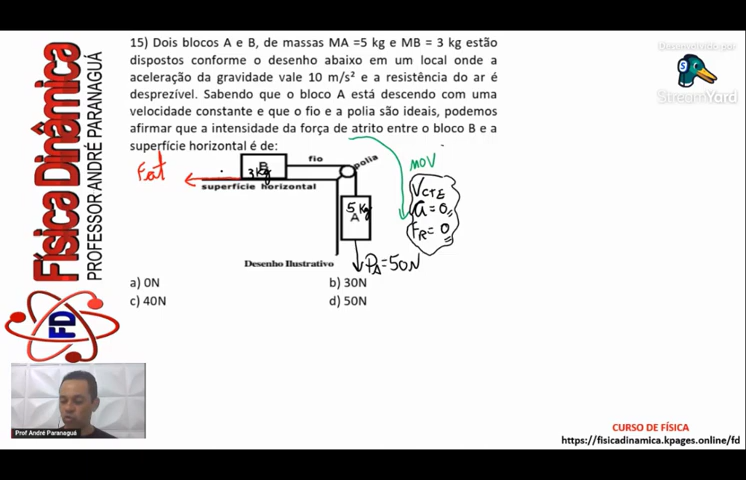 Física Dinâmica
PROFESSOR ANDRÉ PARANAGUÁ
Desenvolvido por
StreamYard
15) Dois blocos A e B, de massas MA =5 kg e MB = 3 kg estão
dispostos conforme o desenho abaixo em um local onde a
aceleração da gravidade vale 10 m/s² e a resistência do ar é
desprezível. Sabendo que o bloco A está descendo com uma
velocidade constante e que o fio e a polia são ideais, podemos
afirmar que a intensidade da força de atrito entre o bloco B e a
superfície horizontal é de:
Fat
B
3kg
fio
polia
superfície horizontal
5kg
A
MOV
VCTE
a = 0
FR = 0
PA = 50N
Desenho Ilustrativo
a) 0N
b) 30N
c) 40N
d) 50N
FD
Prof André Paranaguá
CURSO DE FÍSICA
https://fisicadinamica.kpages.online/fd